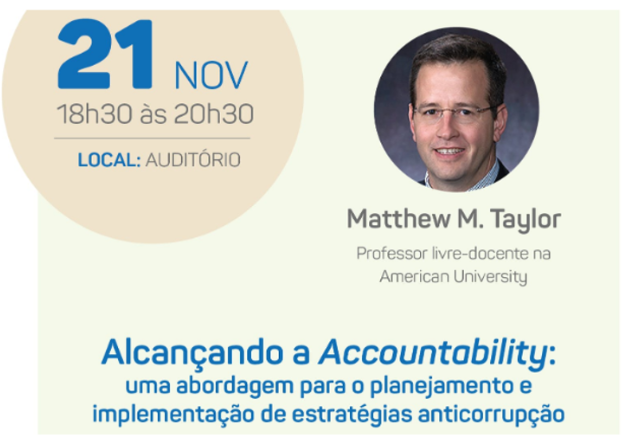 21 NOV
18h30 às 20h30
LOCAL: AUDITÓRIO
Matthew M. Taylor
Professor livre-docente na
American University
Alcançando a Accountability:
uma abordagem para o planejamento e
implementação de estratégias anticorrupção